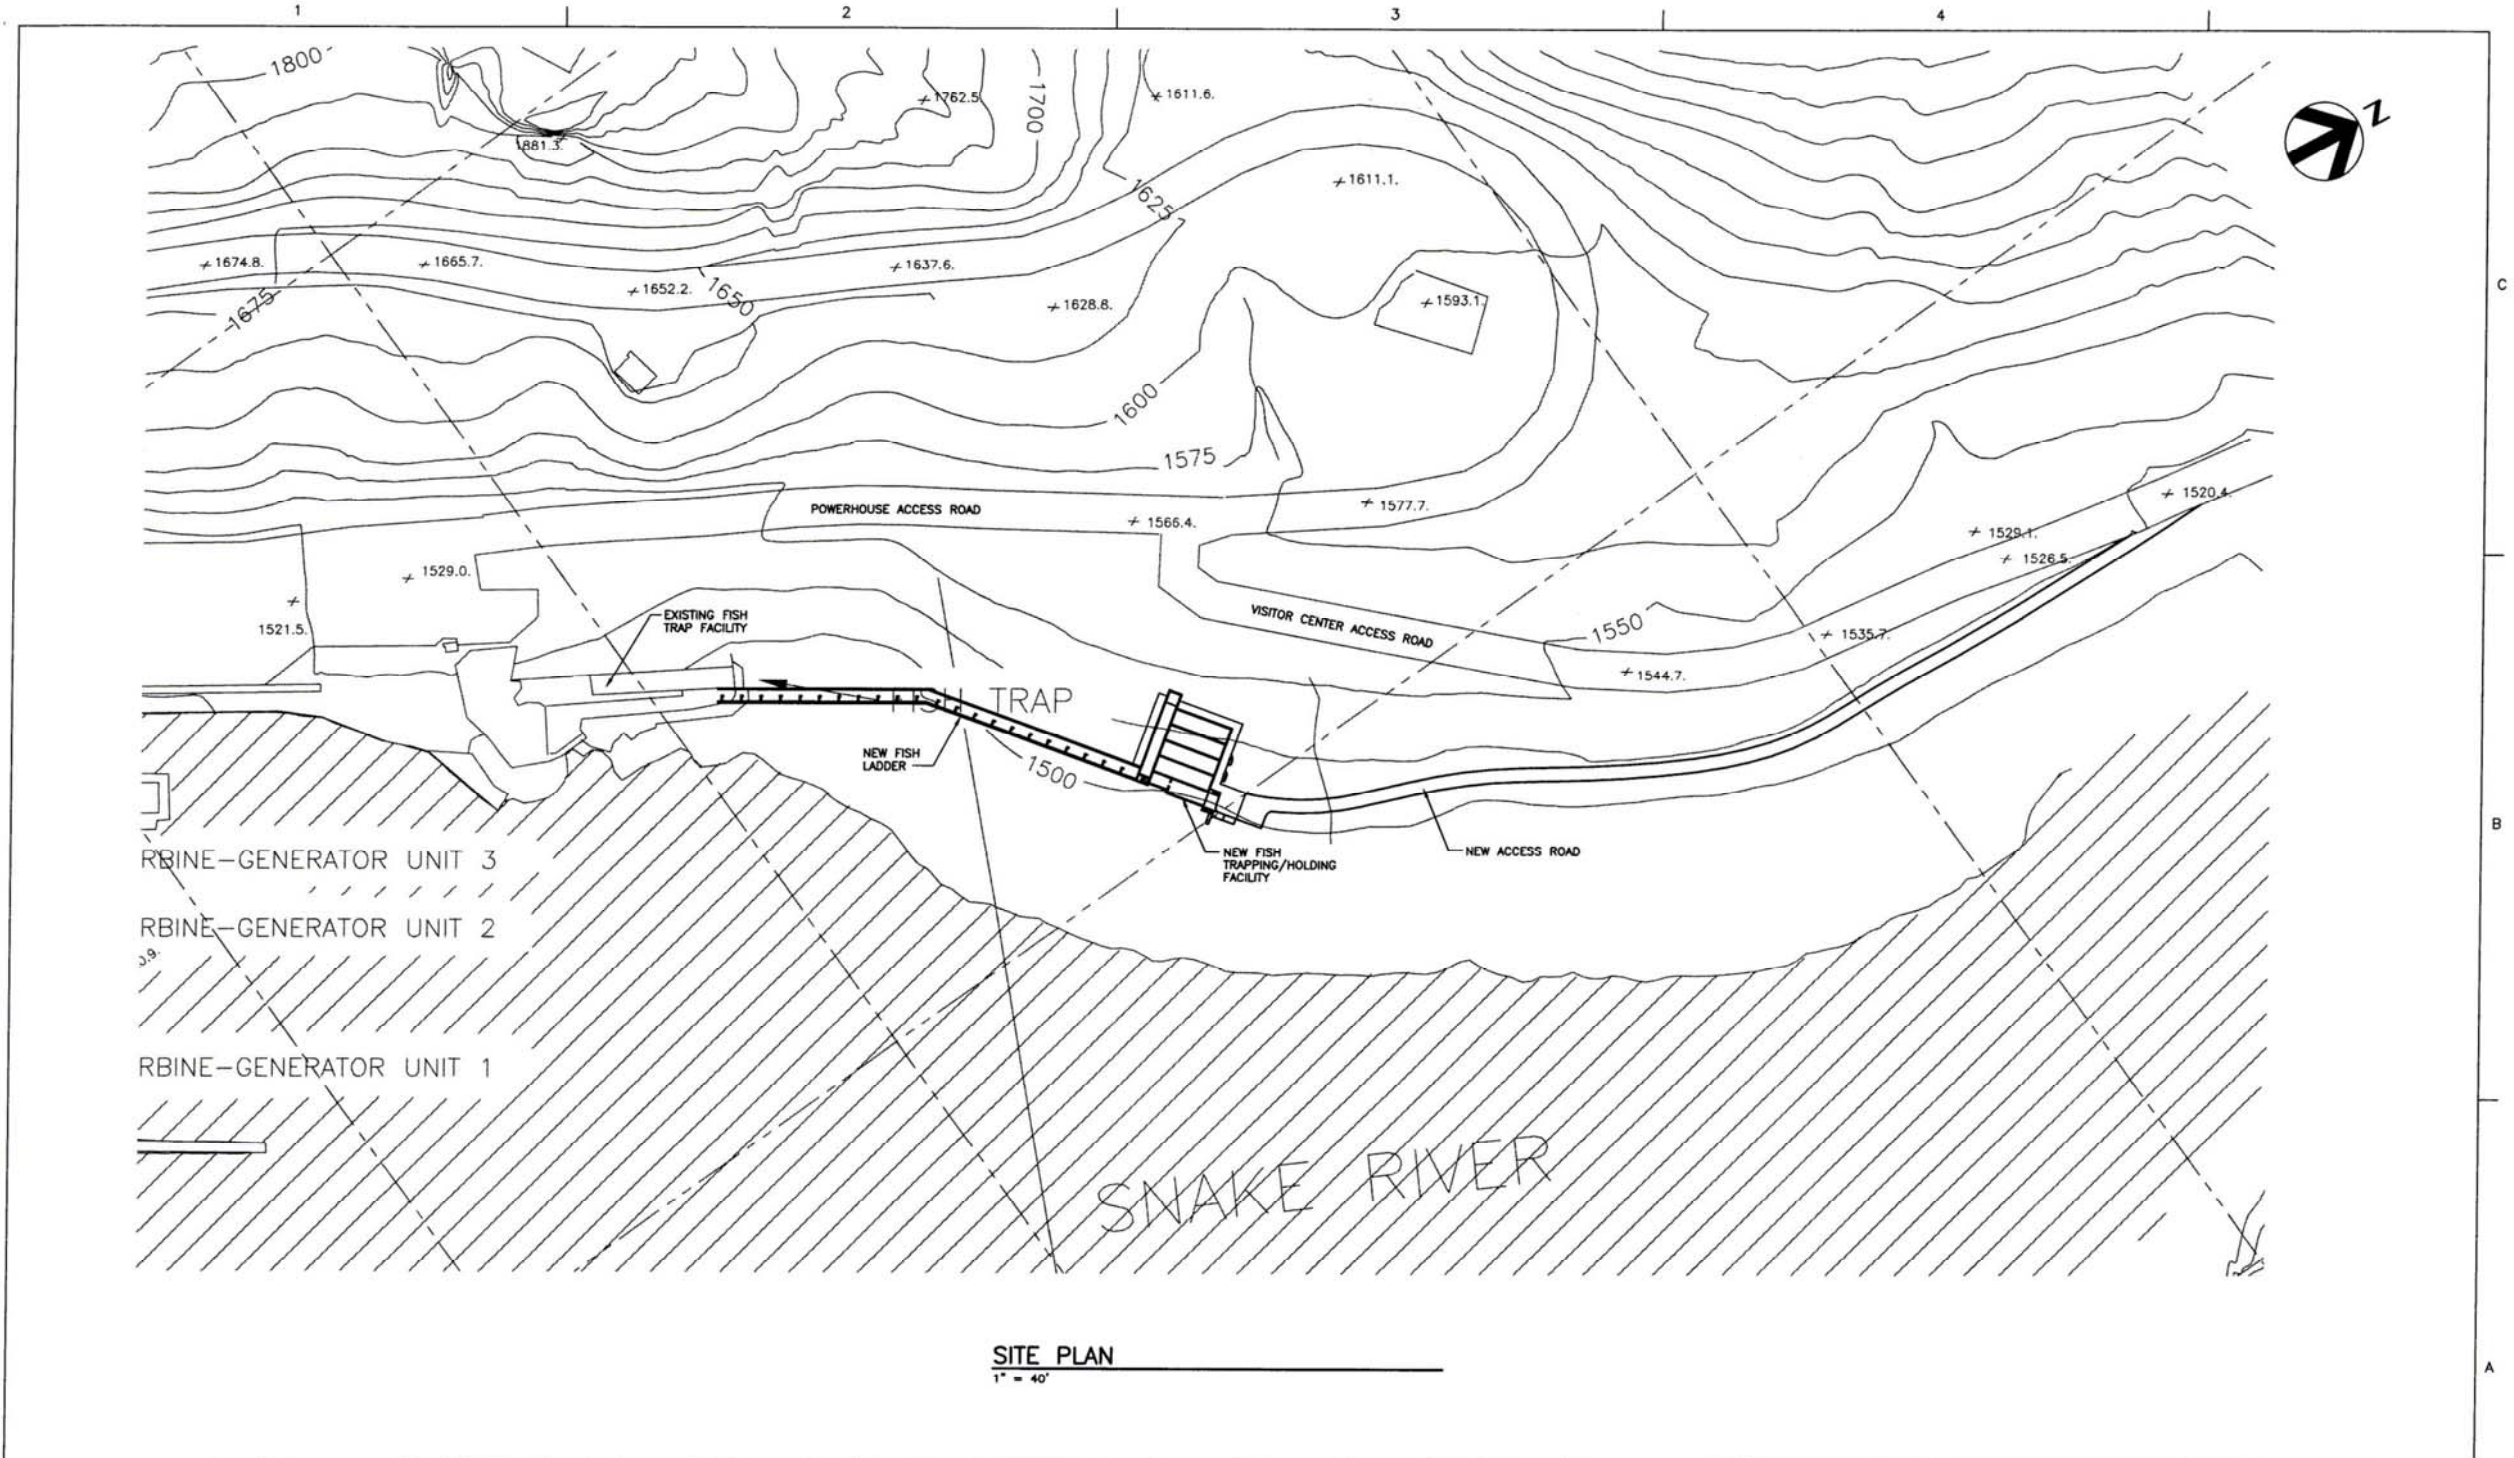 1
2
3
4
1800
1762.5
1700
1611.6.
N
1881.3.
1611.1.
1625
1674.8.
1665.7.
1637.6.
1652.2.
1650
1675
1628.8.
1593.1.
C
1600
1575
POWERHOUSE ACCESS ROAD
1566.4.
1577.7.
1520.4.
1529.1.
1526.5.
1529.0.
1521.5.
EXISTING FISH
TRAP FACILITY
VISITOR CENTER ACCESS ROAD
1550
1535.7.
1544.7.
FISH TRAP
NEW FISH
LADDER
1500
NEW FISH
TRAPPING/HOLDING
FACILITY
NEW ACCESS ROAD
B
RBINE-GENERATOR UNIT 3
RBINE-GENERATOR UNIT 2
0.9.
RBINE-GENERATOR UNIT 1
SNAKE RIVER
SITE PLAN
1" = 40'
A